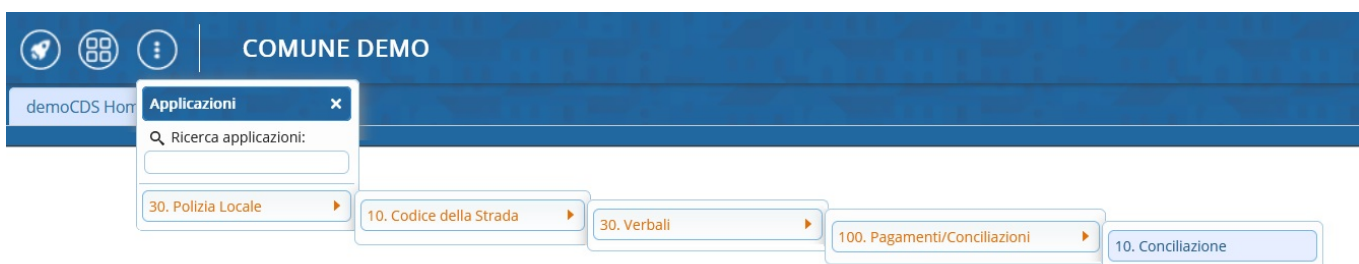 COMUNE DEMO
demoCDS Hom
Applicazioni
Ricerca applicazioni:
30. Polizia Locale
10. Codice della Strada
30. Verbali
100. Pagamenti/Conciliazioni
10. Conciliazione